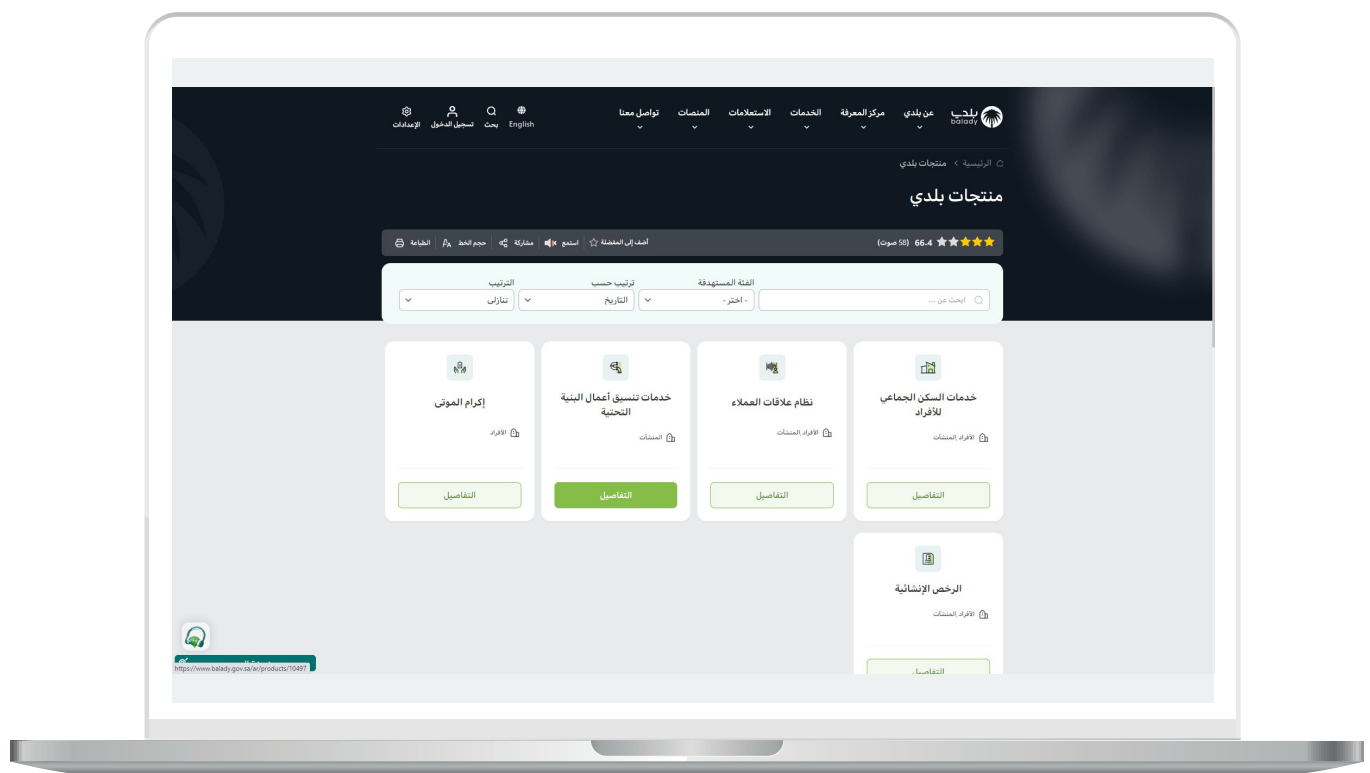 بلدي
balady
عن بلدي
مركز المعرفة
الخدمات
الاستعلامات
المنصات
تواصل معنا
English
بحث
تسجيل الدخول
الإعدادات
الرئيسية > منتجات بلدي
منتجات بلدي
66.4 (58 صوت)
أضف إلى المفضلة
استمع
مشاركة
حجم الخط
الطباعة
الفئة المستهدفة
ترتيب حسب
الترتيب
ابحث عن ...
- اختر -
التاريخ
تنازلي
خدمات السكن الجماعي
للأفراد
الأفراد, المنشآت
التفاصيل
نظام علاقات العملاء
الأفراد, المنشآت
التفاصيل
خدمات تنسيق أعمال البنية
التحتية
المنشآت
التفاصيل
إكرام الموتى
الأفراد
التفاصيل
الرخص الإنشائية
الأفراد, المنشآت
التفاصيل
https://www.balady.gov.sa/ar/products/10497